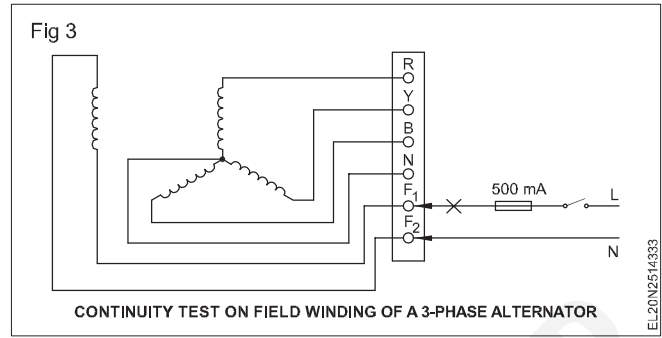 Fig 3
R
Y
B
N
F1
F2
500 mA
L
N
CONTINUITY TEST ON FIELD WINDING OF A 3-PHASE ALTERNATOR
EL20N2514333